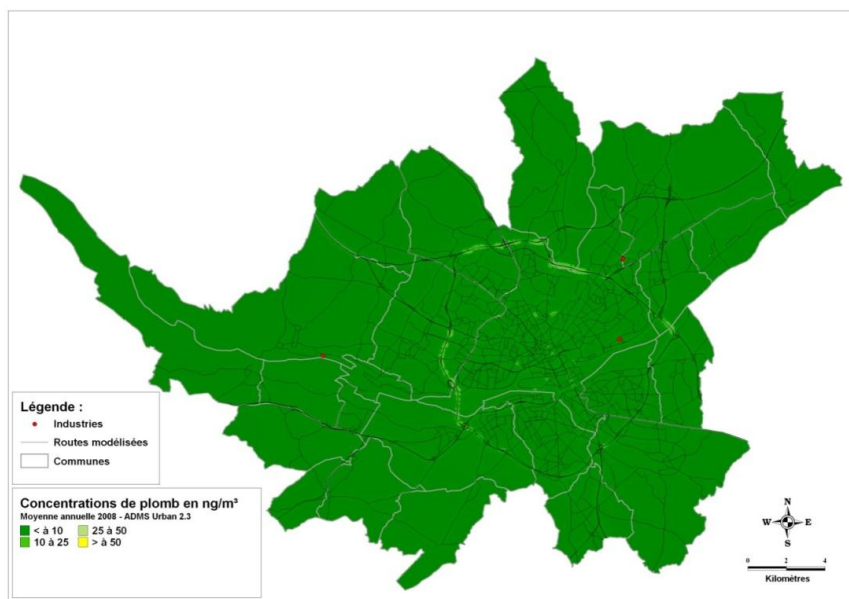 Légende :
Industries
Routes modélisées
Communes
Concentrations de plomb en ng/m³
Moyenne annuelle 2008 - ADMS Urban 2.3
< à 10 25 à 50
10 à 25 > à 50
N
W E
S
0 2 4
Kilomètres